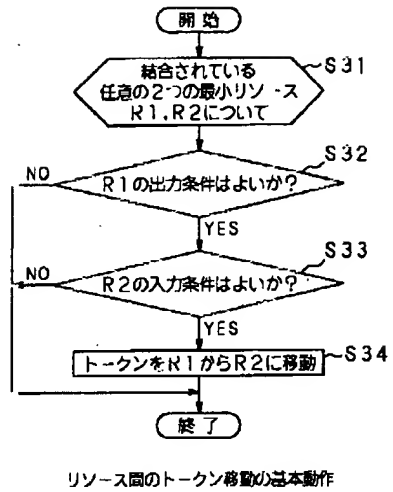 開始
結合されている
任意の2つの最小リソース
R1,R2について
S31
S32
R1の出力条件はよいか?
NO
YES
S33
R2の入力条件はよいか?
NO
YES
トークンをR1からR2に移動
S34
終了
リソース間のトークン移動の基本動作